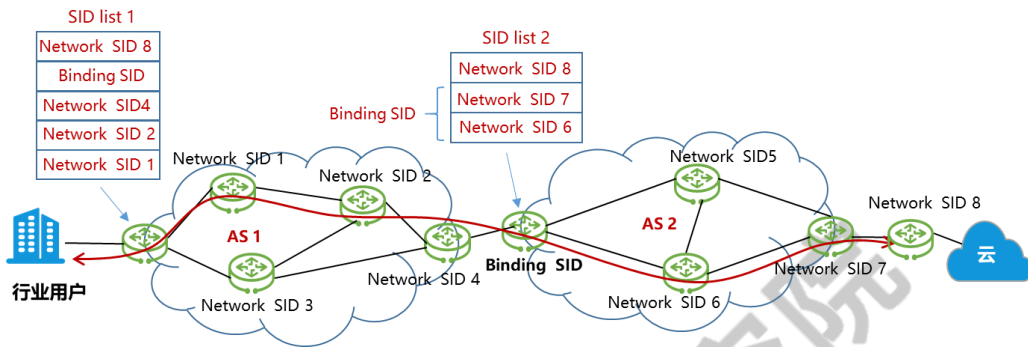 SID list 1
Network SID 8
Binding SID
Network SID4
Network SID 2
Network SID 1
SID list 2
Network SID 8
Network SID 7
Network SID 6
Binding SID
Network SID 1
Network SID 2
Network SID5
Network SID 8
AS 1
AS 2
云
Binding SID
Network SID 7
行业用户
Network SID 3
Network SID 4
Network SID 6
院